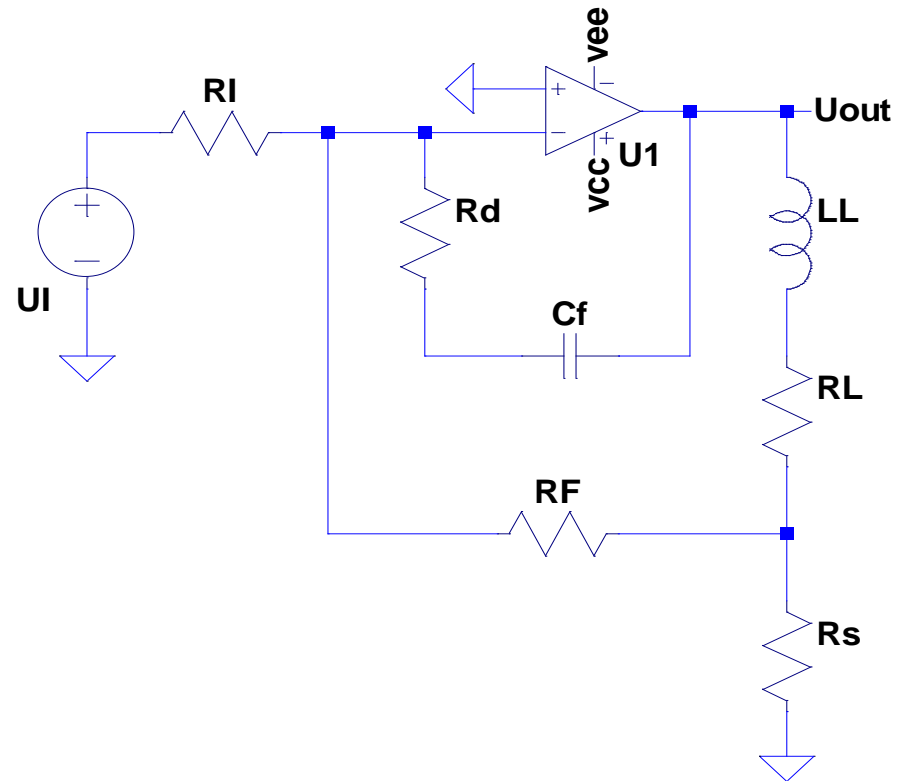 vee
RI
+
−
Uout
−
+
U1
vcc
Rd
LL
+
−
UI
Cf
RL
RF
Rs